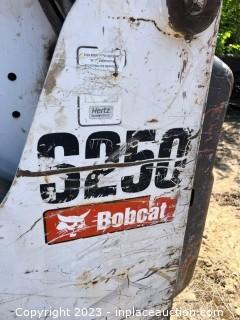 Hertz
S250
Bobcat
Copyright 2023 - inplaceauction.com